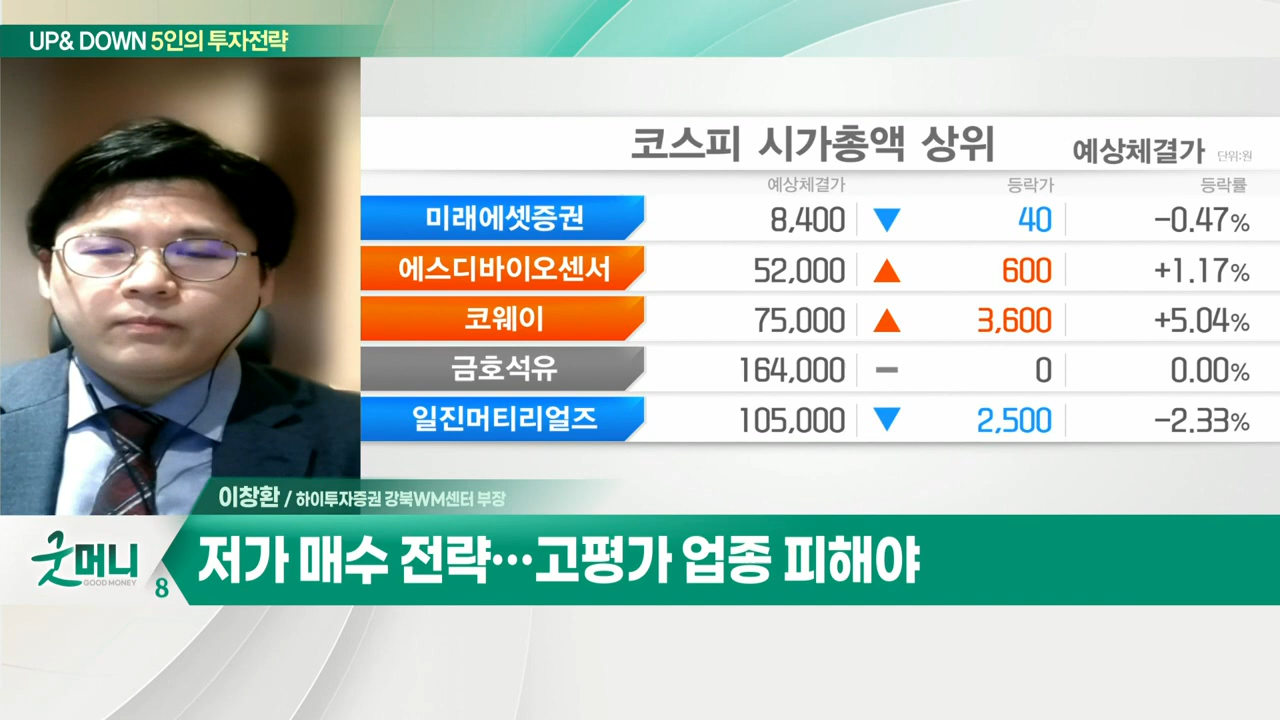 UP& DOWN 5인의 투자전략
코스피 시가총액 상위 예상체결가 단위:원
예상체결가 등락가 등락률
미래에셋증권 8,400 ▼ 40 -0.47%
에스디바이오센서 52,000 ▲ 600 +1.17%
코웨이 75,000 ▲ 3,600 +5.04%
금호석유 164,000 - 0 0.00%
일진머티리얼즈 105,000 ▼ 2,500 -2.33%
이창환 / 하이투자증권 강북WM센터 부장
굿머니
GOOD MONEY
8
저가 매수 전략…고평가 업종 피해야